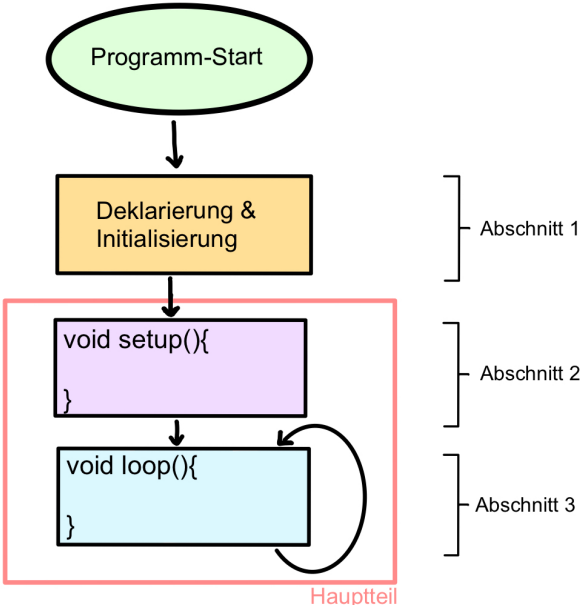 Programm-Start
Deklarierung &
Initialisierung
Abschnitt 1
void setup(){
}
Abschnitt 2
void loop(){
}
Abschnitt 3
Hauptteil